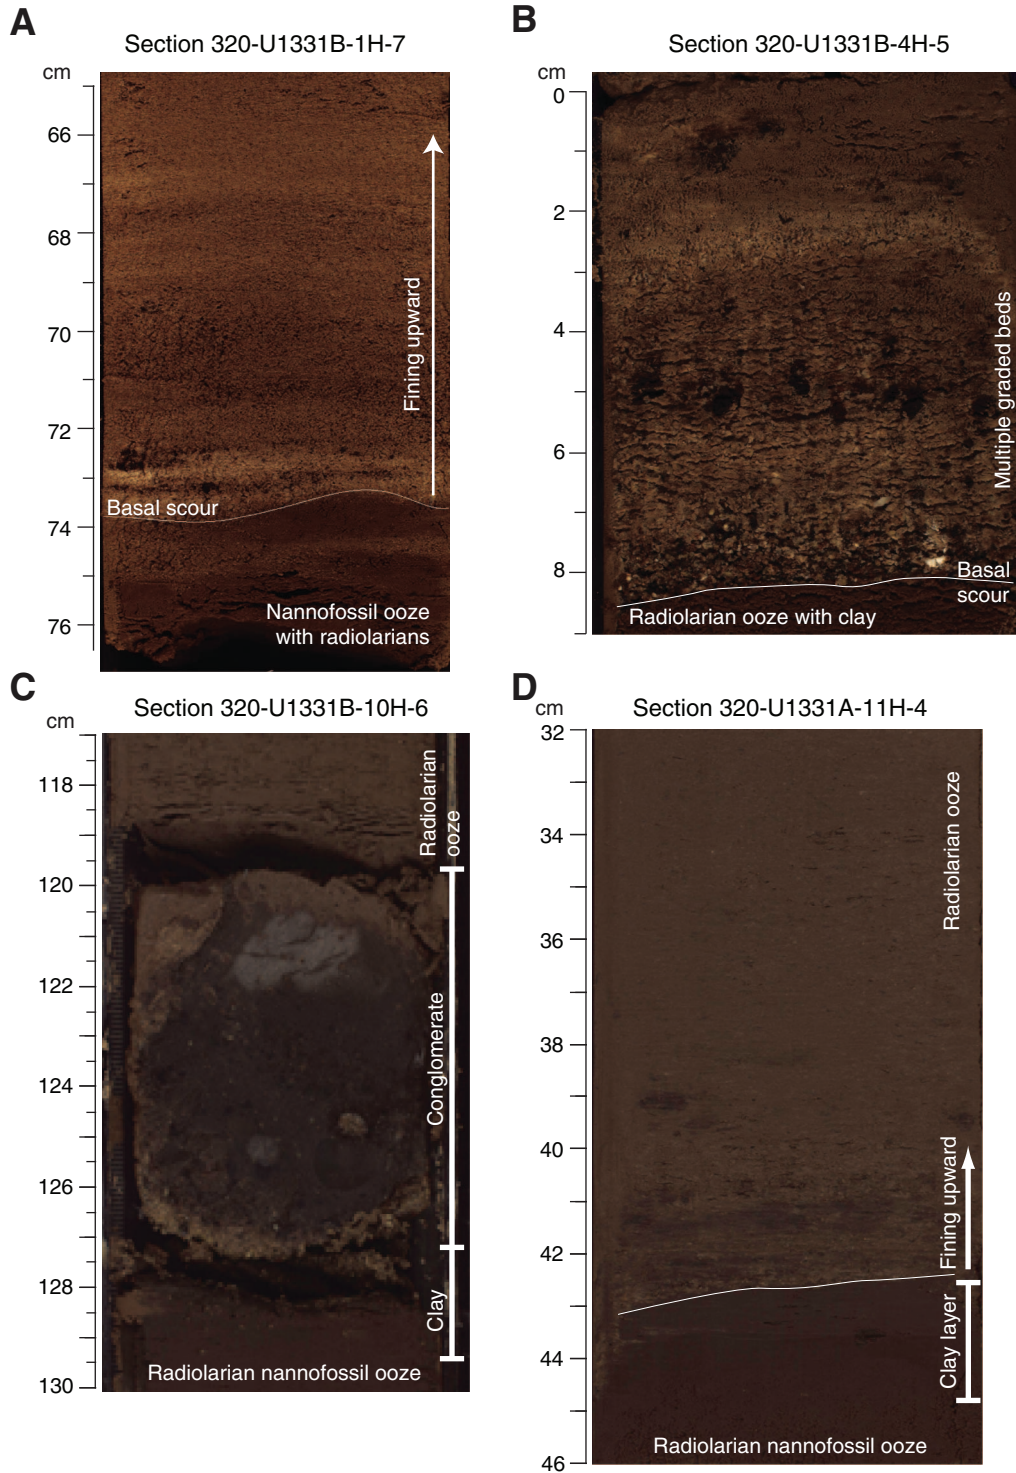 A
Section 320-U1331B-1H-7
cm
66
68
70
72
74
76
Fining upward
Basal scour
Nannofossil ooze
with radiolarians
B
Section 320-U1331B-4H-5
cm
0
2
4
6
8
Multiple graded beds
Basal
scour
Radiolarian ooze with clay
C
Section 320-U1331B-10H-6
cm
118
120
122
124
126
128
130
Radiolarian
ooze
Conglomerate
Clay
Radiolarian nannofossil ooze
D
Section 320-U1331A-11H-4
cm
32
34
36
38
40
42
44
46
Radiolarian ooze
Fining upward
Clay layer
Radiolarian nannofossil ooze